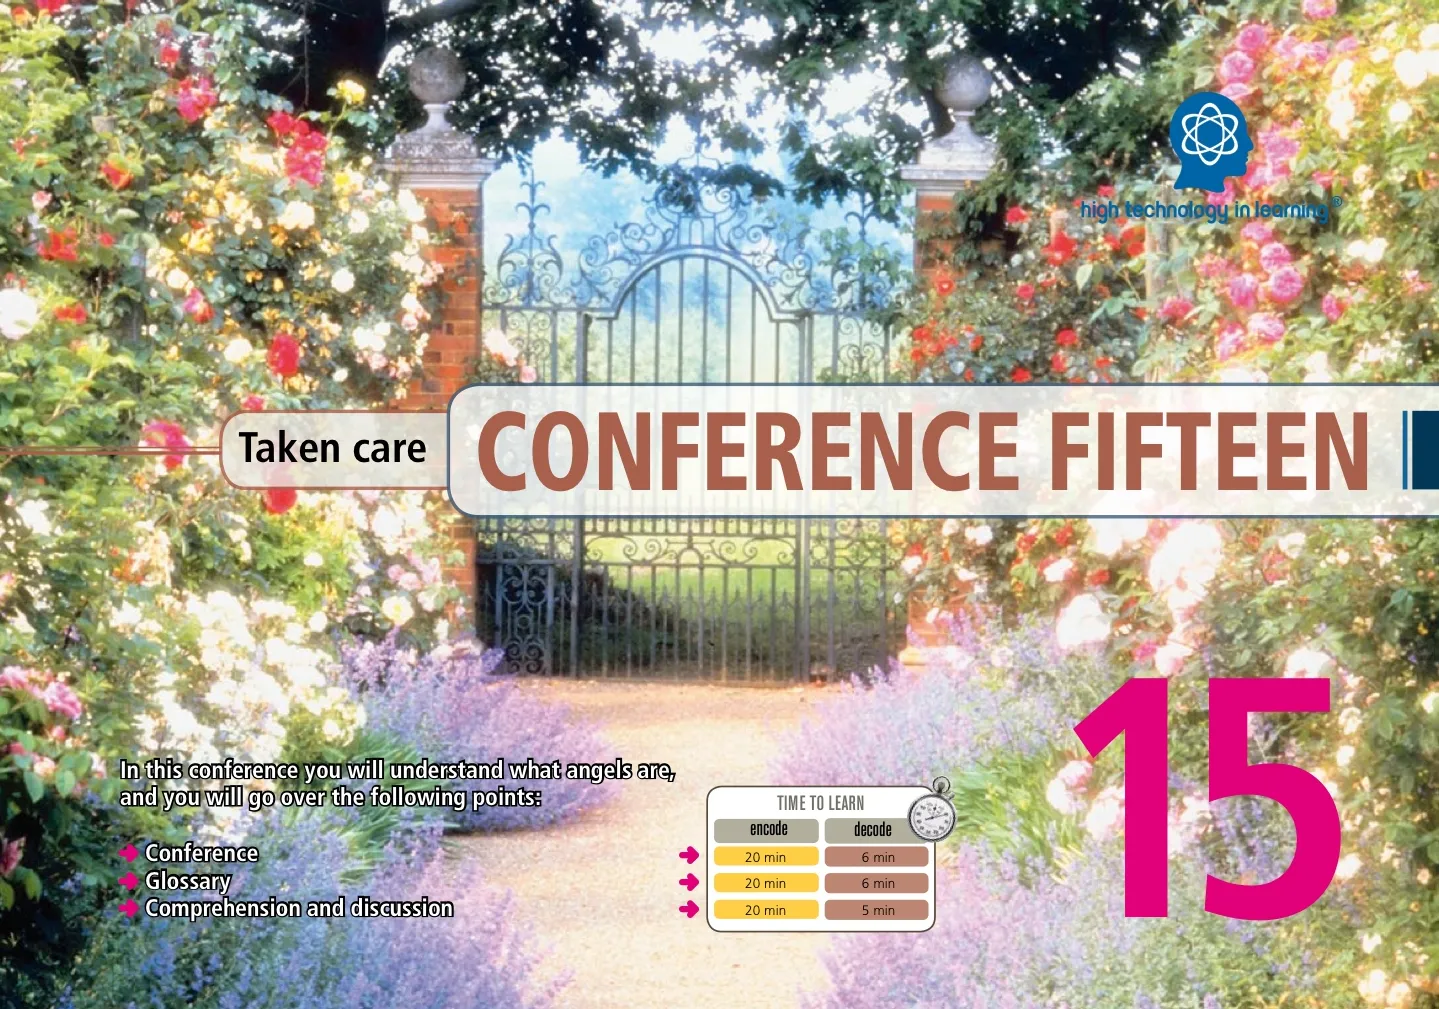 high technology in learning®
Taken care
CONFERENCE FIFTEEN
15
In this conference you will understand what angels are,
and you will go over the following points:
Conference
Glossary
Comprehension and discussion
TIME TO LEARN
encode decode
20 min 6 min
20 min 6 min
20 min 5 min